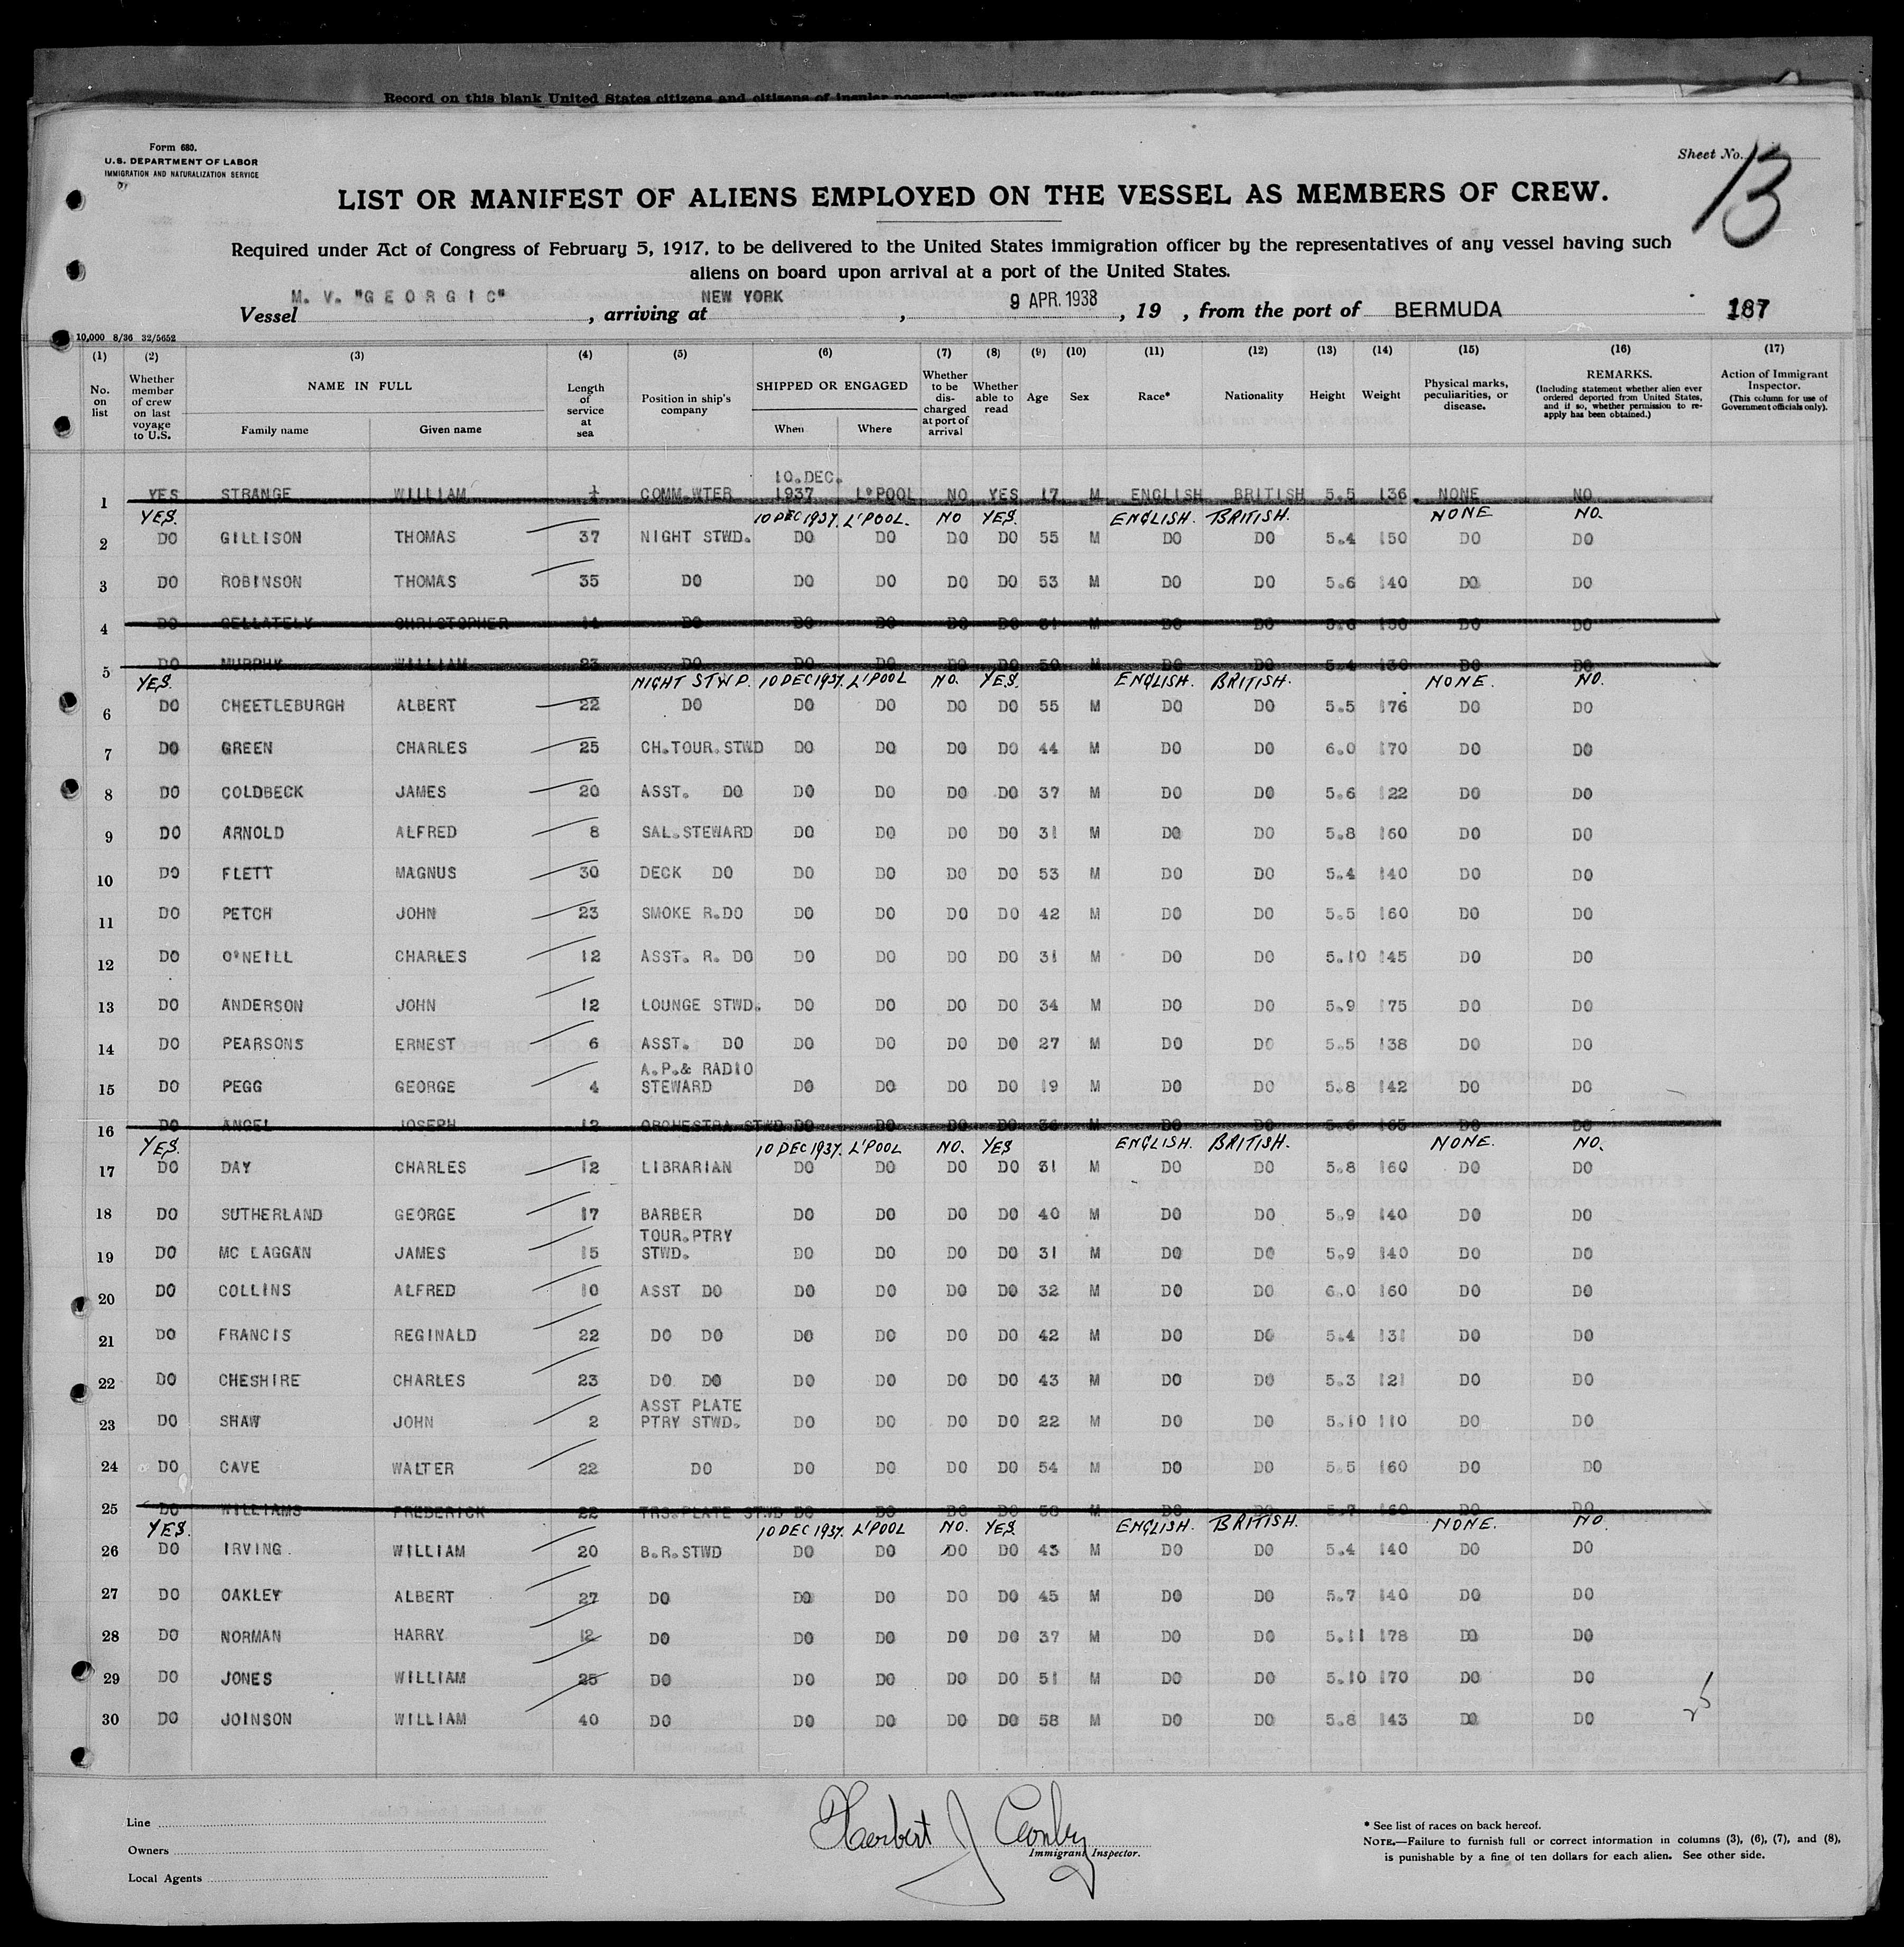 Record on this blank United States citizens and citizens of insular possessions of the United States
Form 680.
U.S. DEPARTMENT OF LABOR
IMMIGRATION AND NATURALIZATION SERVICE
Sheet No. 13
LIST OR MANIFEST OF ALIENS EMPLOYED ON THE VESSEL AS MEMBERS OF CREW.
Required under Act of Congress of February 5, 1917, to be delivered to the United States immigration officer by the representatives of any vessel having such
aliens on board upon arrival at a port of the United States.
Vessel M. V. "GEORGIC", arriving at NEW YORK, 9 APR. 1938, 19 , from the port of BERMUDA 187
10,000 8/36 32/5652
(1) (2) (3) (4) (5) (6) (7) (8) (9) (10) (11) (12) (13) (14) (15) (16) (17)
No. on list
Whether member of crew on last voyage to U.S.
NAME IN FULL
Family name Given name
Length of service at sea
Position in ship's company
SHIPPED OR ENGAGED
When Where
Whether to be discharged at port of arrival
Whether able to read
Age Sex Race* Nationality Height Weight
Physical marks, peculiarities, or disease.
REMARKS.
(Including statement whether alien ever ordered deported from United States, and if so, whether permission to reapply has been obtained.)
Action of Immigrant Inspector.
(This column for use of Government officials only).
1 YES STRANGE WILLIAM ¼ COMM.WTER 10.DEC. 1937 L'POOL NO YES 17 M ENGLISH BRITISH 5.5 136 NONE NO
YES. 10 DEC 1937. L'POOL. NO YES. ENGLISH. BRITISH. NONE NO.
2 DO GILLISON THOMAS 37 NIGHT STWD. DO DO DO DO 55 M DO DO 5.4 150 DO DO
3 DO ROBINSON THOMAS 35 DO DO DO DO DO 53 M DO DO 5.6 140 DO DO
4 DO GELLATELY CHRISTOPHER 14 DO DO DO DO DO 31 M DO DO 5.6 150 DO DO
5 DO MURPHY WILLIAM 23 DO DO DO DO DO 50 M DO DO 5.4 130 DO DO
YES. NIGHT STWD. 10 DEC 1937. L'POOL NO. YES. ENGLISH. BRITISH. NONE. NO.
6 DO CHEETLEBURGH ALBERT 22 DO DO DO DO DO 55 M DO DO 5.5 176 DO DO
7 DO GREEN CHARLES 25 CH.TOUR.STWD DO DO DO DO 44 M DO DO 6.0 170 DO DO
8 DO COLDBECK JAMES 20 ASST. DO DO DO DO DO 37 M DO DO 5.6 122 DO DO
9 DO ARNOLD ALFRED 8 SAL.STEWARD DO DO DO DO 31 M DO DO 5.8 160 DO DO
10 DO FLETT MAGNUS 30 DECK DO DO DO DO DO 53 M DO DO 5.4 140 DO DO
11 DO PETCH JOHN 23 SMOKE R.DO DO DO DO DO 42 M DO DO 5.5 160 DO DO
12 DO O'NEILL CHARLES 12 ASST. R. DO DO DO DO DO 31 M DO DO 5.10 145 DO DO
13 DO ANDERSON JOHN 12 LOUNGE STWD. DO DO DO DO 34 M DO DO 5.9 175 DO DO
14 DO PEARSONS ERNEST 6 ASST. DO DO DO DO DO 27 M DO DO 5.5 138 DO DO
15 DO PEGG GEORGE 4 A.P.& RADIO STEWARD DO DO DO DO 19 M DO DO 5.8 142 DO DO
16 DO ANGEL JOSEPH 12 ORCHESTRA STWD DO DO DO DO 36 M DO DO 5.6 165 DO DO
YES. 10 DEC 1937. L'POOL NO. YES ENGLISH. BRITISH. NONE. NO.
17 DO DAY CHARLES 12 LIBRARIAN DO DO DO DO 31 M DO DO 5.8 160 DO DO
18 DO SUTHERLAND GEORGE 17 BARBER DO DO DO DO 40 M DO DO 5.9 140 DO DO
19 DO MC LAGGAN JAMES 15 TOUR.PTRY STWD. DO DO DO DO 31 M DO DO 5.9 140 DO DO
20 DO COLLINS ALFRED 10 ASST DO DO DO DO DO 32 M DO DO 6.0 160 DO DO
21 DO FRANCIS REGINALD 22 DO DO DO DO DO DO 42 M DO DO 5.4 131 DO DO
22 DO CHESHIRE CHARLES 23 DO DO DO DO DO DO 43 M DO DO 5.3 121 DO DO
23 DO SHAW JOHN 2 ASST PLATE PTRY STWD. DO DO DO DO 22 M DO DO 5.10 110 DO DO
24 DO CAVE WALTER 22 DO DO DO DO DO 54 M DO DO 5.5 160 DO DO
25 DO WILLIAMS FREDERICK 22 TRS.PLATE STWD DO DO DO DO M DO DO 5.7 160 DO DO
YES. 10 DEC 1937. L'POOL NO. YES. ENGLISH. BRITISH. NONE. NO.
26 DO IRVING WILLIAM 20 B.R.STWD DO DO DO DO 43 M DO DO 5.4 140 DO DO
27 DO OAKLEY ALBERT 27 DO DO DO DO DO 45 M DO DO 5.7 140 DO DO
28 DO NORMAN HARRY 12 DO DO DO DO DO 37 M DO DO 5.11 178 DO DO
29 DO JONES WILLIAM 25 DO DO DO DO DO 51 M DO DO 5.10 170 DO DO
30 DO JOINSON WILLIAM 40 DO DO DO DO DO 58 M DO DO 5.8 143 DO DO
25
Line
Owners
Local Agents
Herbert J Conby
Immigrant Inspector.
* See list of races on back hereof.
NOTE.—Failure to furnish full or correct information in columns (3), (6), (7), and (8),
is punishable by a fine of ten dollars for each alien. See other side.